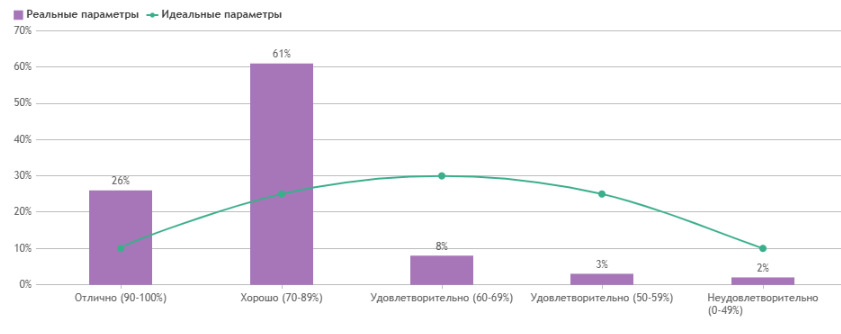 Реальные параметры Идеальные параметры
70%
60%
50%
40%
30%
20%
10%
0%
26%
61%
8%
3%
2%
Отлично (90-100%)
Хорошо (70-89%)
Удовлетворительно (60-69%)
Удовлетворительно (50-59%)
Неудовлетворительно
(0-49%)